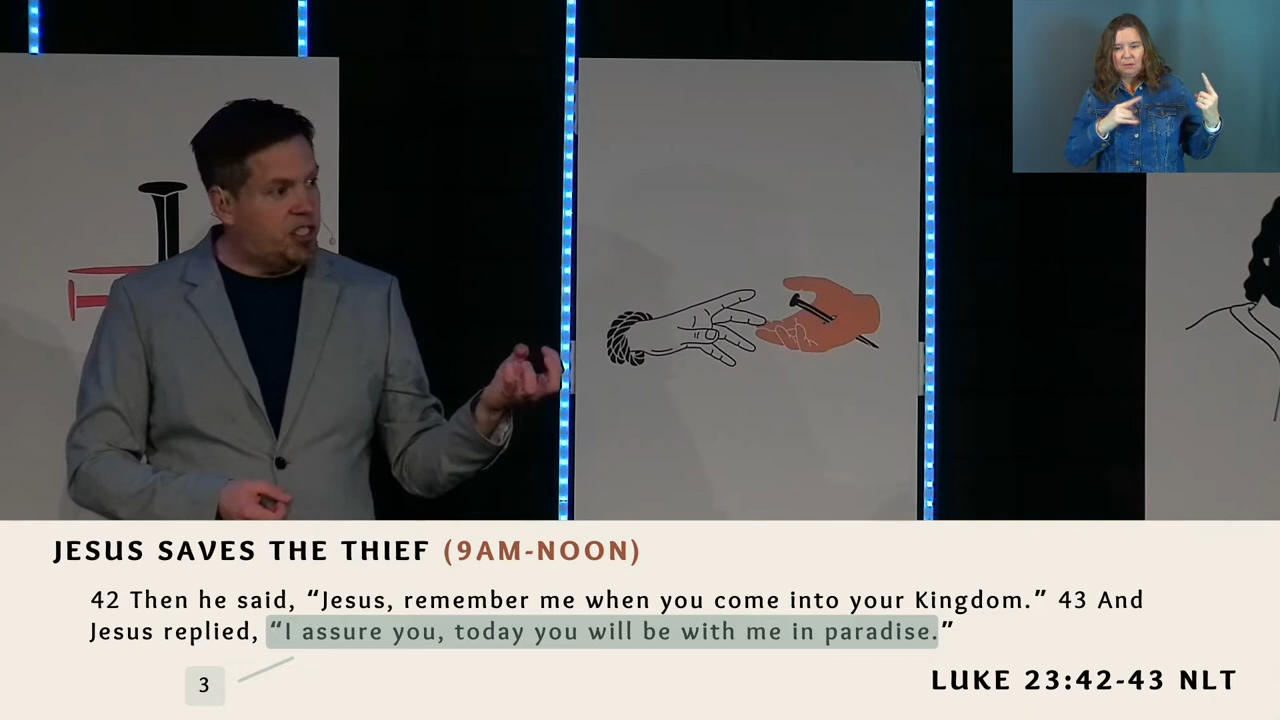 JESUS SAVES THE THIEF (9AM-NOON)
42 Then he said, “Jesus, remember me when you come into your Kingdom.” 43 And
Jesus replied, “I assure you, today you will be with me in paradise.”
3
LUKE 23:42-43 NLT